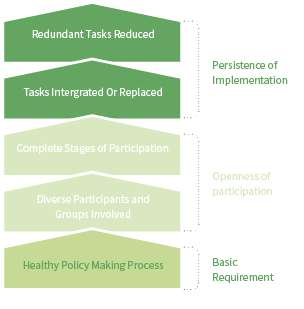 Redundant Tasks Reduced
Persistence of
Implementation
Tasks Intergrated Or Replaced
Complete Stages of Participation
Openness of
participation
Diverse Participants and
Groups Involved
Healthy Policy Making Process
Basic
Requirement